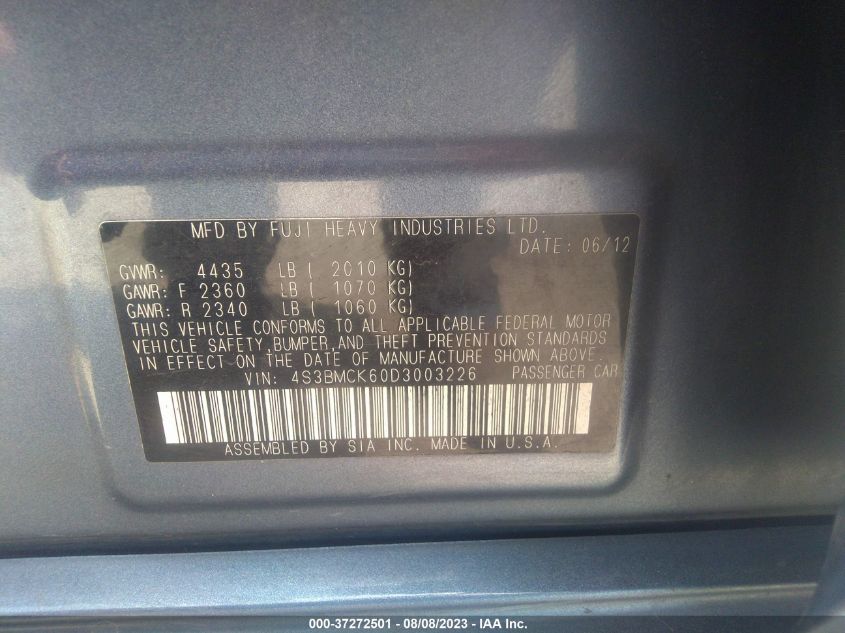 MFD BY FUJI HEAVY INDUSTRIES LTD.
DATE: 06/12
GVWR: 4435 LB ( 2010 KG)
GAWR: F 2360 LB ( 1070 KG)
GAWR: R 2340 LB ( 1060 KG)
THIS VEHICLE CONFORMS TO ALL APPLICABLE FEDERAL MOTOR
VEHICLE SAFETY,BUMPER,AND THEFT PREVENTION STANDARDS
IN EFFECT ON THE DATE OF MANUFACTURE SHOWN ABOVE.
VIN: 4S3BMCK60D3003226 PASSENGER CAR
ASSEMBLED BY SIA INC. MADE IN U.S.A.
000-37272501 - 08/08/2023 - IAA Inc.